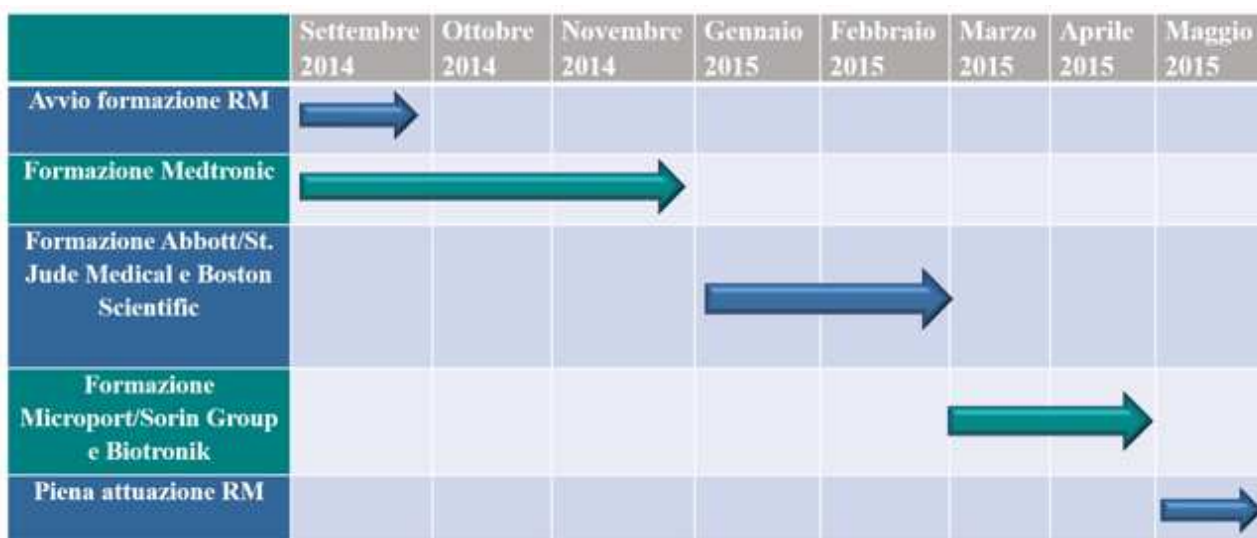 Settembre 2014
Ottobre 2014
Novembre 2014
Gennaio 2015
Febbraio 2015
Marzo 2015
Aprile 2015
Maggio 2015
Avvio formazione RM
Formazione Medtronic
Formazione Abbott/St.
Jude Medical e Boston
Scientific
Formazione
Microport/Sorin Group
e Biotronik
Piena attuazione RM